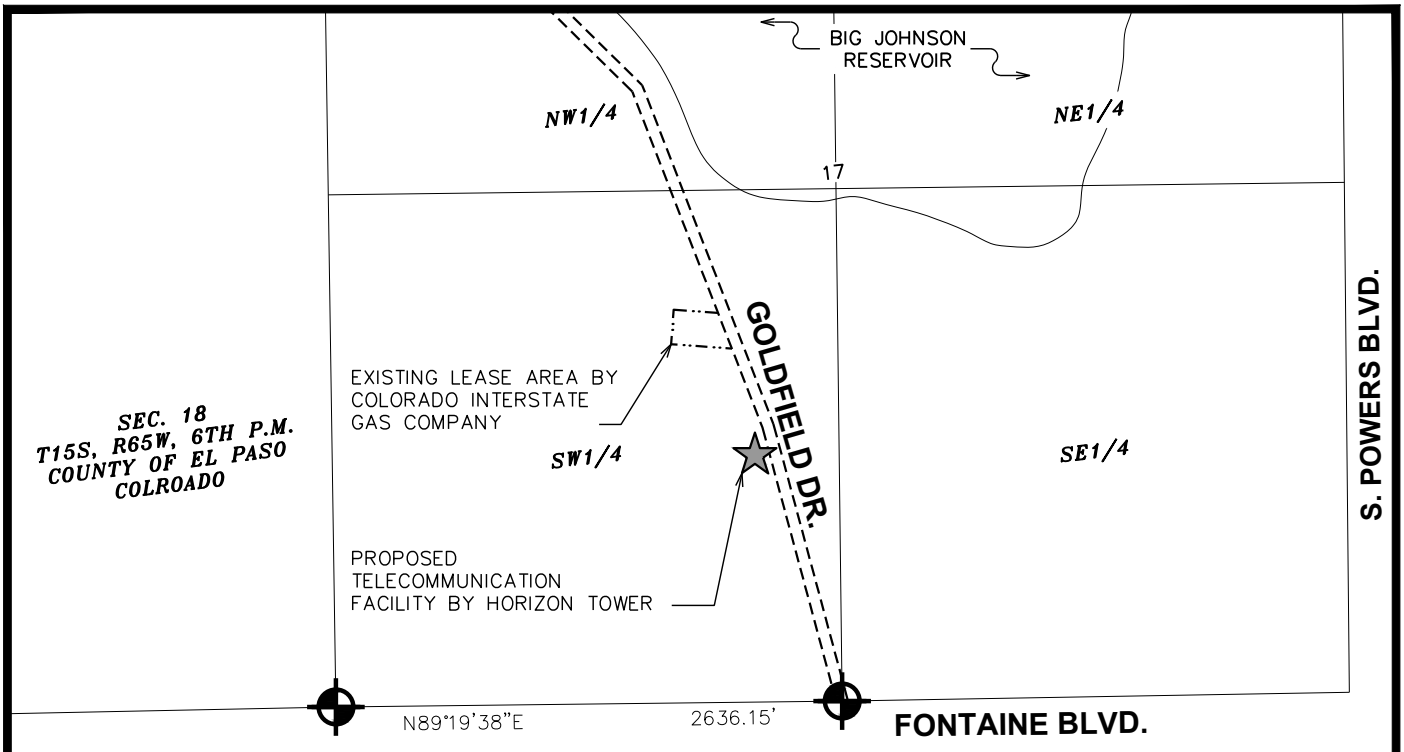 BIG JOHNSON
RESERVOIR
NW1/4
NE1/4
17
GOLDFIELD DR.
S. POWERS BLVD.
EXISTING LEASE AREA BY
COLORADO INTERSTATE
GAS COMPANY
SEC. 18
T15S, R65W, 6TH P.M.
COUNTY OF EL PASO
COLROADO
SW1/4
SE1/4
PROPOSED
TELECOMMUNICATION
FACILITY BY HORIZON TOWER
N89°19'38"E 2636.15'
FONTAINE BLVD.